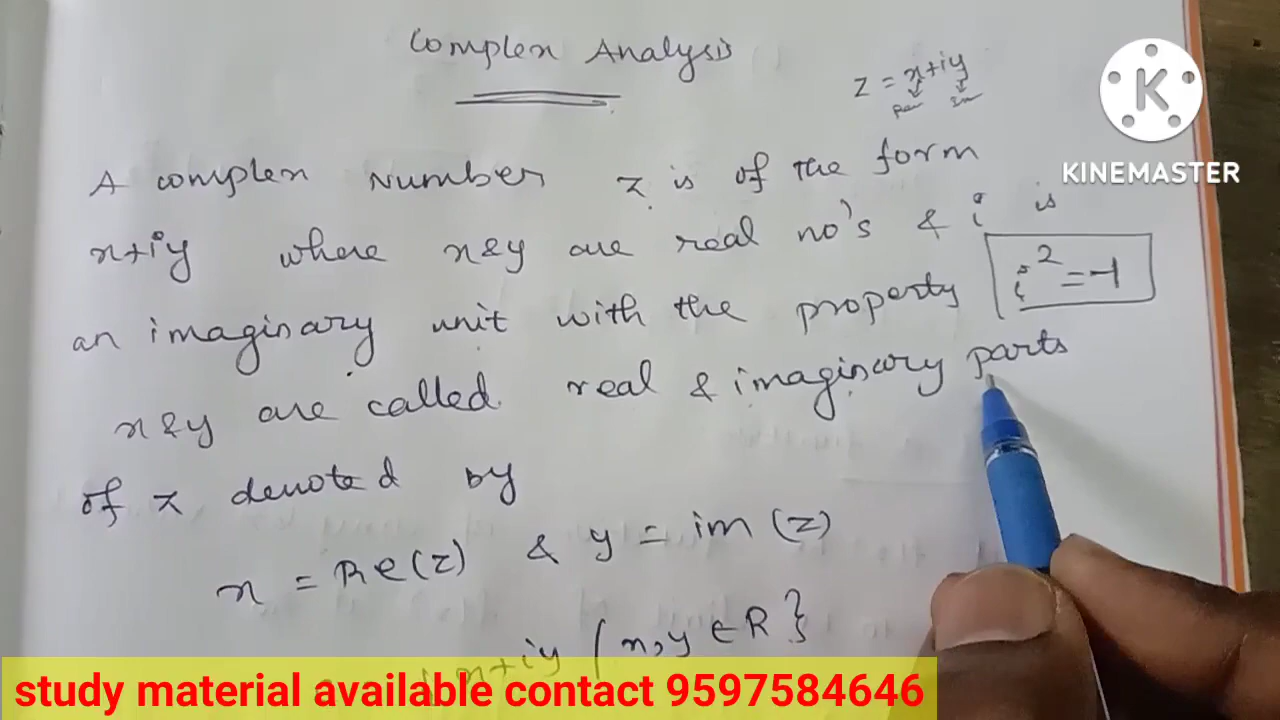 Complex Analysis
z = x+iy
K
KINEMASTER
A complex Number z is of the form
x+iy where x&y are real no's & i is
an imaginary unit with the property i² = -1
x&y are called real & imaginary parts
of z denoted by
x = Re(z) & y = im(z)
x+iy / x,y ∈ R }
study material available contact 9597584646